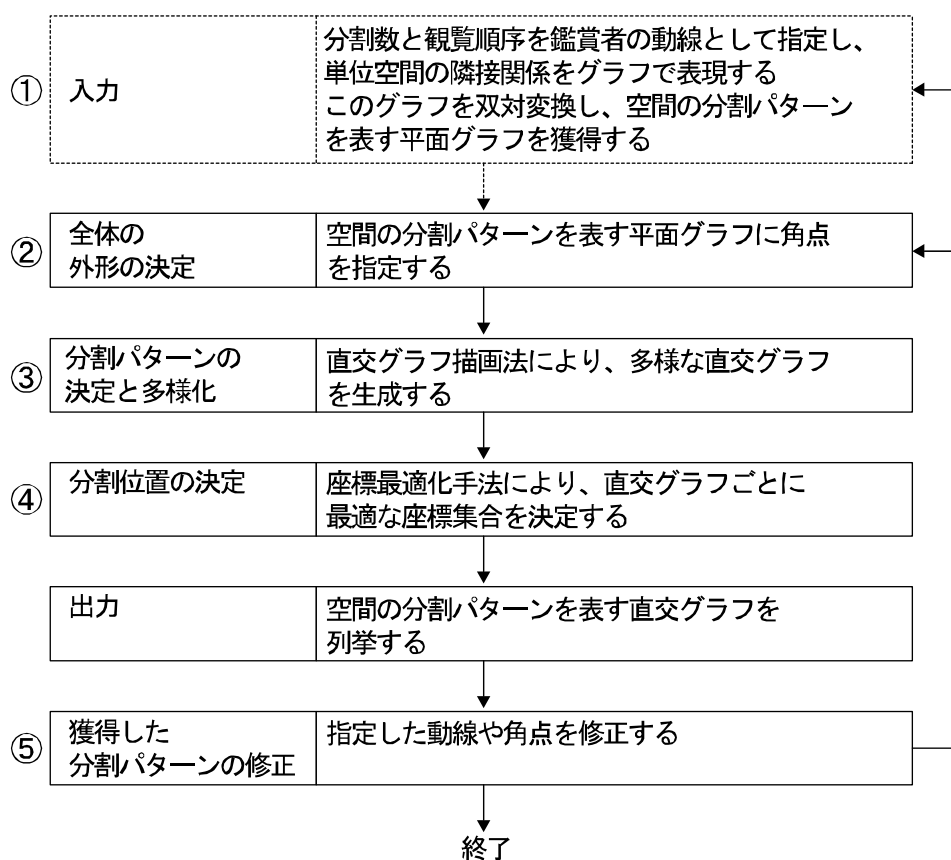 ①
入力
分割数と観覧順序を鑑賞者の動線として指定し、
単位空間の隣接関係をグラフで表現する
このグラフを双対変換し、空間の分割パターン
を表す平面グラフを獲得する
②
全体の
外形の決定
空間の分割パターンを表す平面グラフに角点
を指定する
③
分割パターンの
決定と多様化
直交グラフ描画法により、多様な直交グラフ
を生成する
④
分割位置の決定
座標最適化手法により、直交グラフごとに
最適な座標集合を決定する
出力
空間の分割パターンを表す直交グラフを
列挙する
⑤
獲得した
分割パターンの修正
指定した動線や角点を修正する
終了